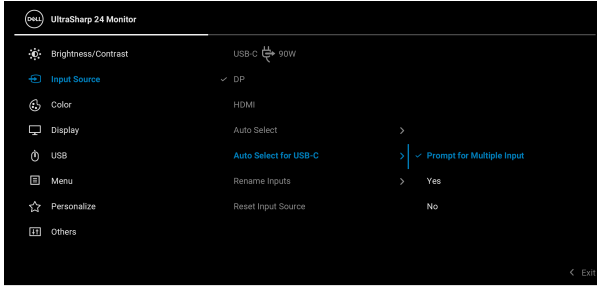 DELL UltraSharp 24 Monitor
Brightness/Contrast USB-C 90W
Input Source DP
Color HDMI
Display Auto Select
USB Auto Select for USB-C Prompt for Multiple Input
Menu Rename Inputs Yes
Personalize Reset Input Source No
Others
Exit